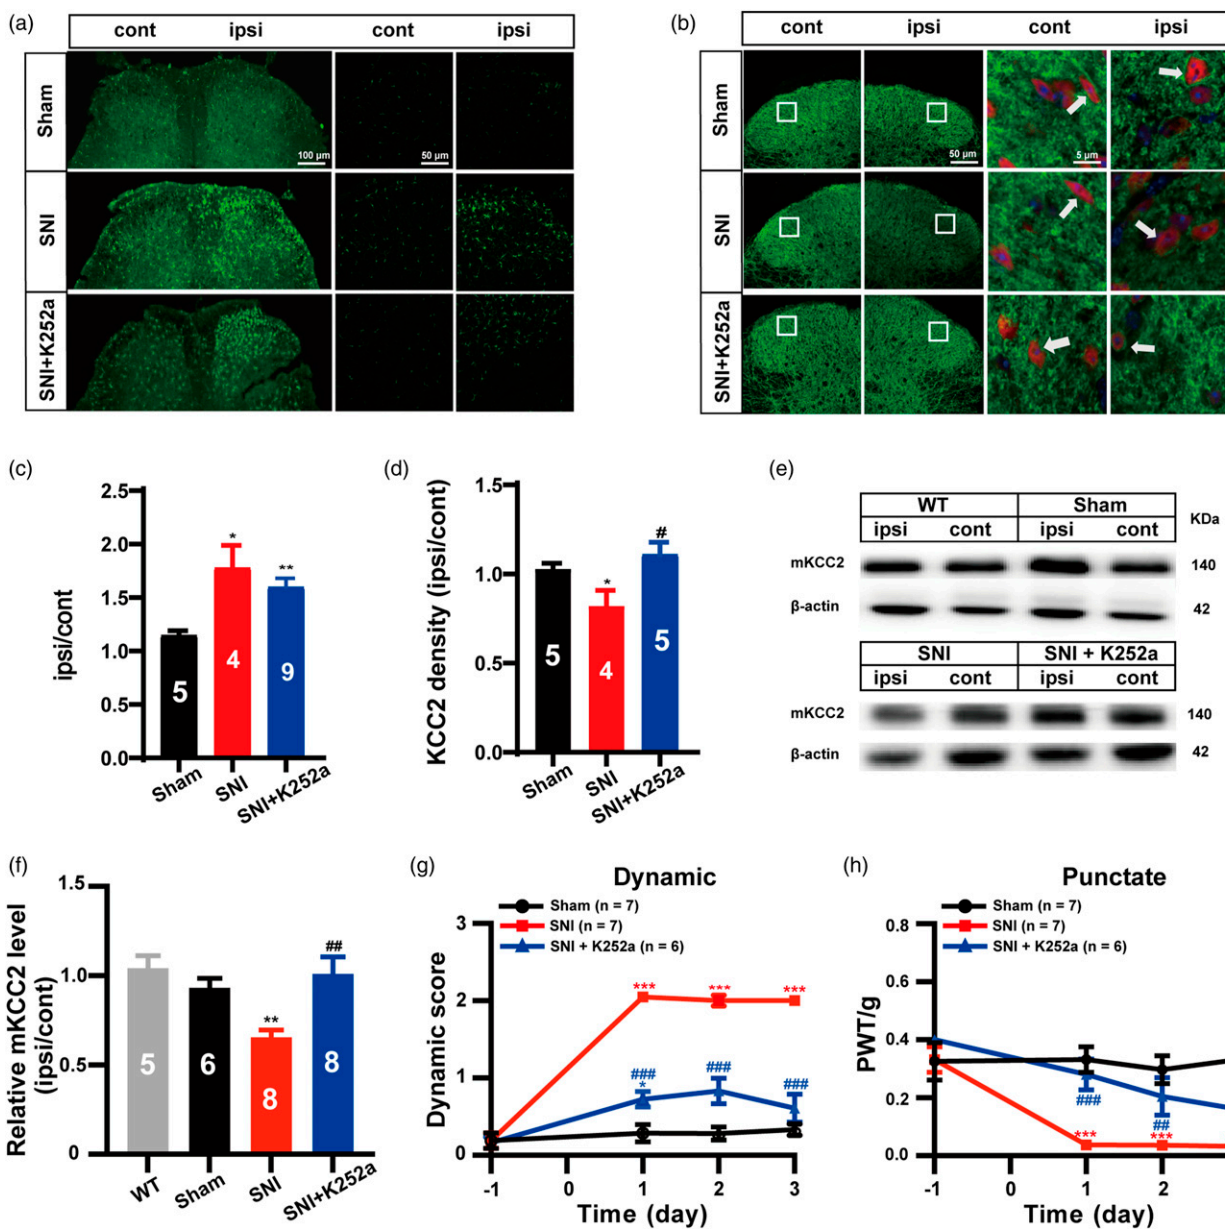 (a)
cont ipsi cont ipsi
Sham
100 µm
50 µm
SNI
SNI+K252a
(b)
cont ipsi cont ipsi
Sham
50 µm
5 µm
SNI
SNI+K252a
(c)
ipsi/cont
2.5
2.0
1.5
1.0
0.5
0.0
*
**
5
4
9
Sham
SNI
SNI+K252a
(d)
KCC2 density (ipsi/cont)
1.5
1.0
0.5
0.0
*
#
5
4
5
Sham
SNI
SNI+K252a
(e)
WT Sham
ipsi cont ipsi cont
KDa
mKCC2 140
β-actin 42
SNI SNI + K252a
ipsi cont ipsi cont
mKCC2 140
β-actin 42
(f)
Relative mKCC2 level
(ipsi/cont)
1.5
1.0
0.5
0
**
##
5
6
8
8
WT
Sham
SNI
SNI+K252a
(g)
Dynamic
Sham (n = 7)
SNI (n = 7)
SNI + K252a (n = 6)
Dynamic score
3
2
1
0
*** *** ***
### ### ###
*
-1 0 1 2 3
Time (day)
(h)
Punctate
Sham (n = 7)
SNI (n = 7)
SNI + K252a (n = 6)
PWT/g
0.8
0.6
0.4
0.2
0.0
###
##
*** ***
-1 0 1 2
Time (day)